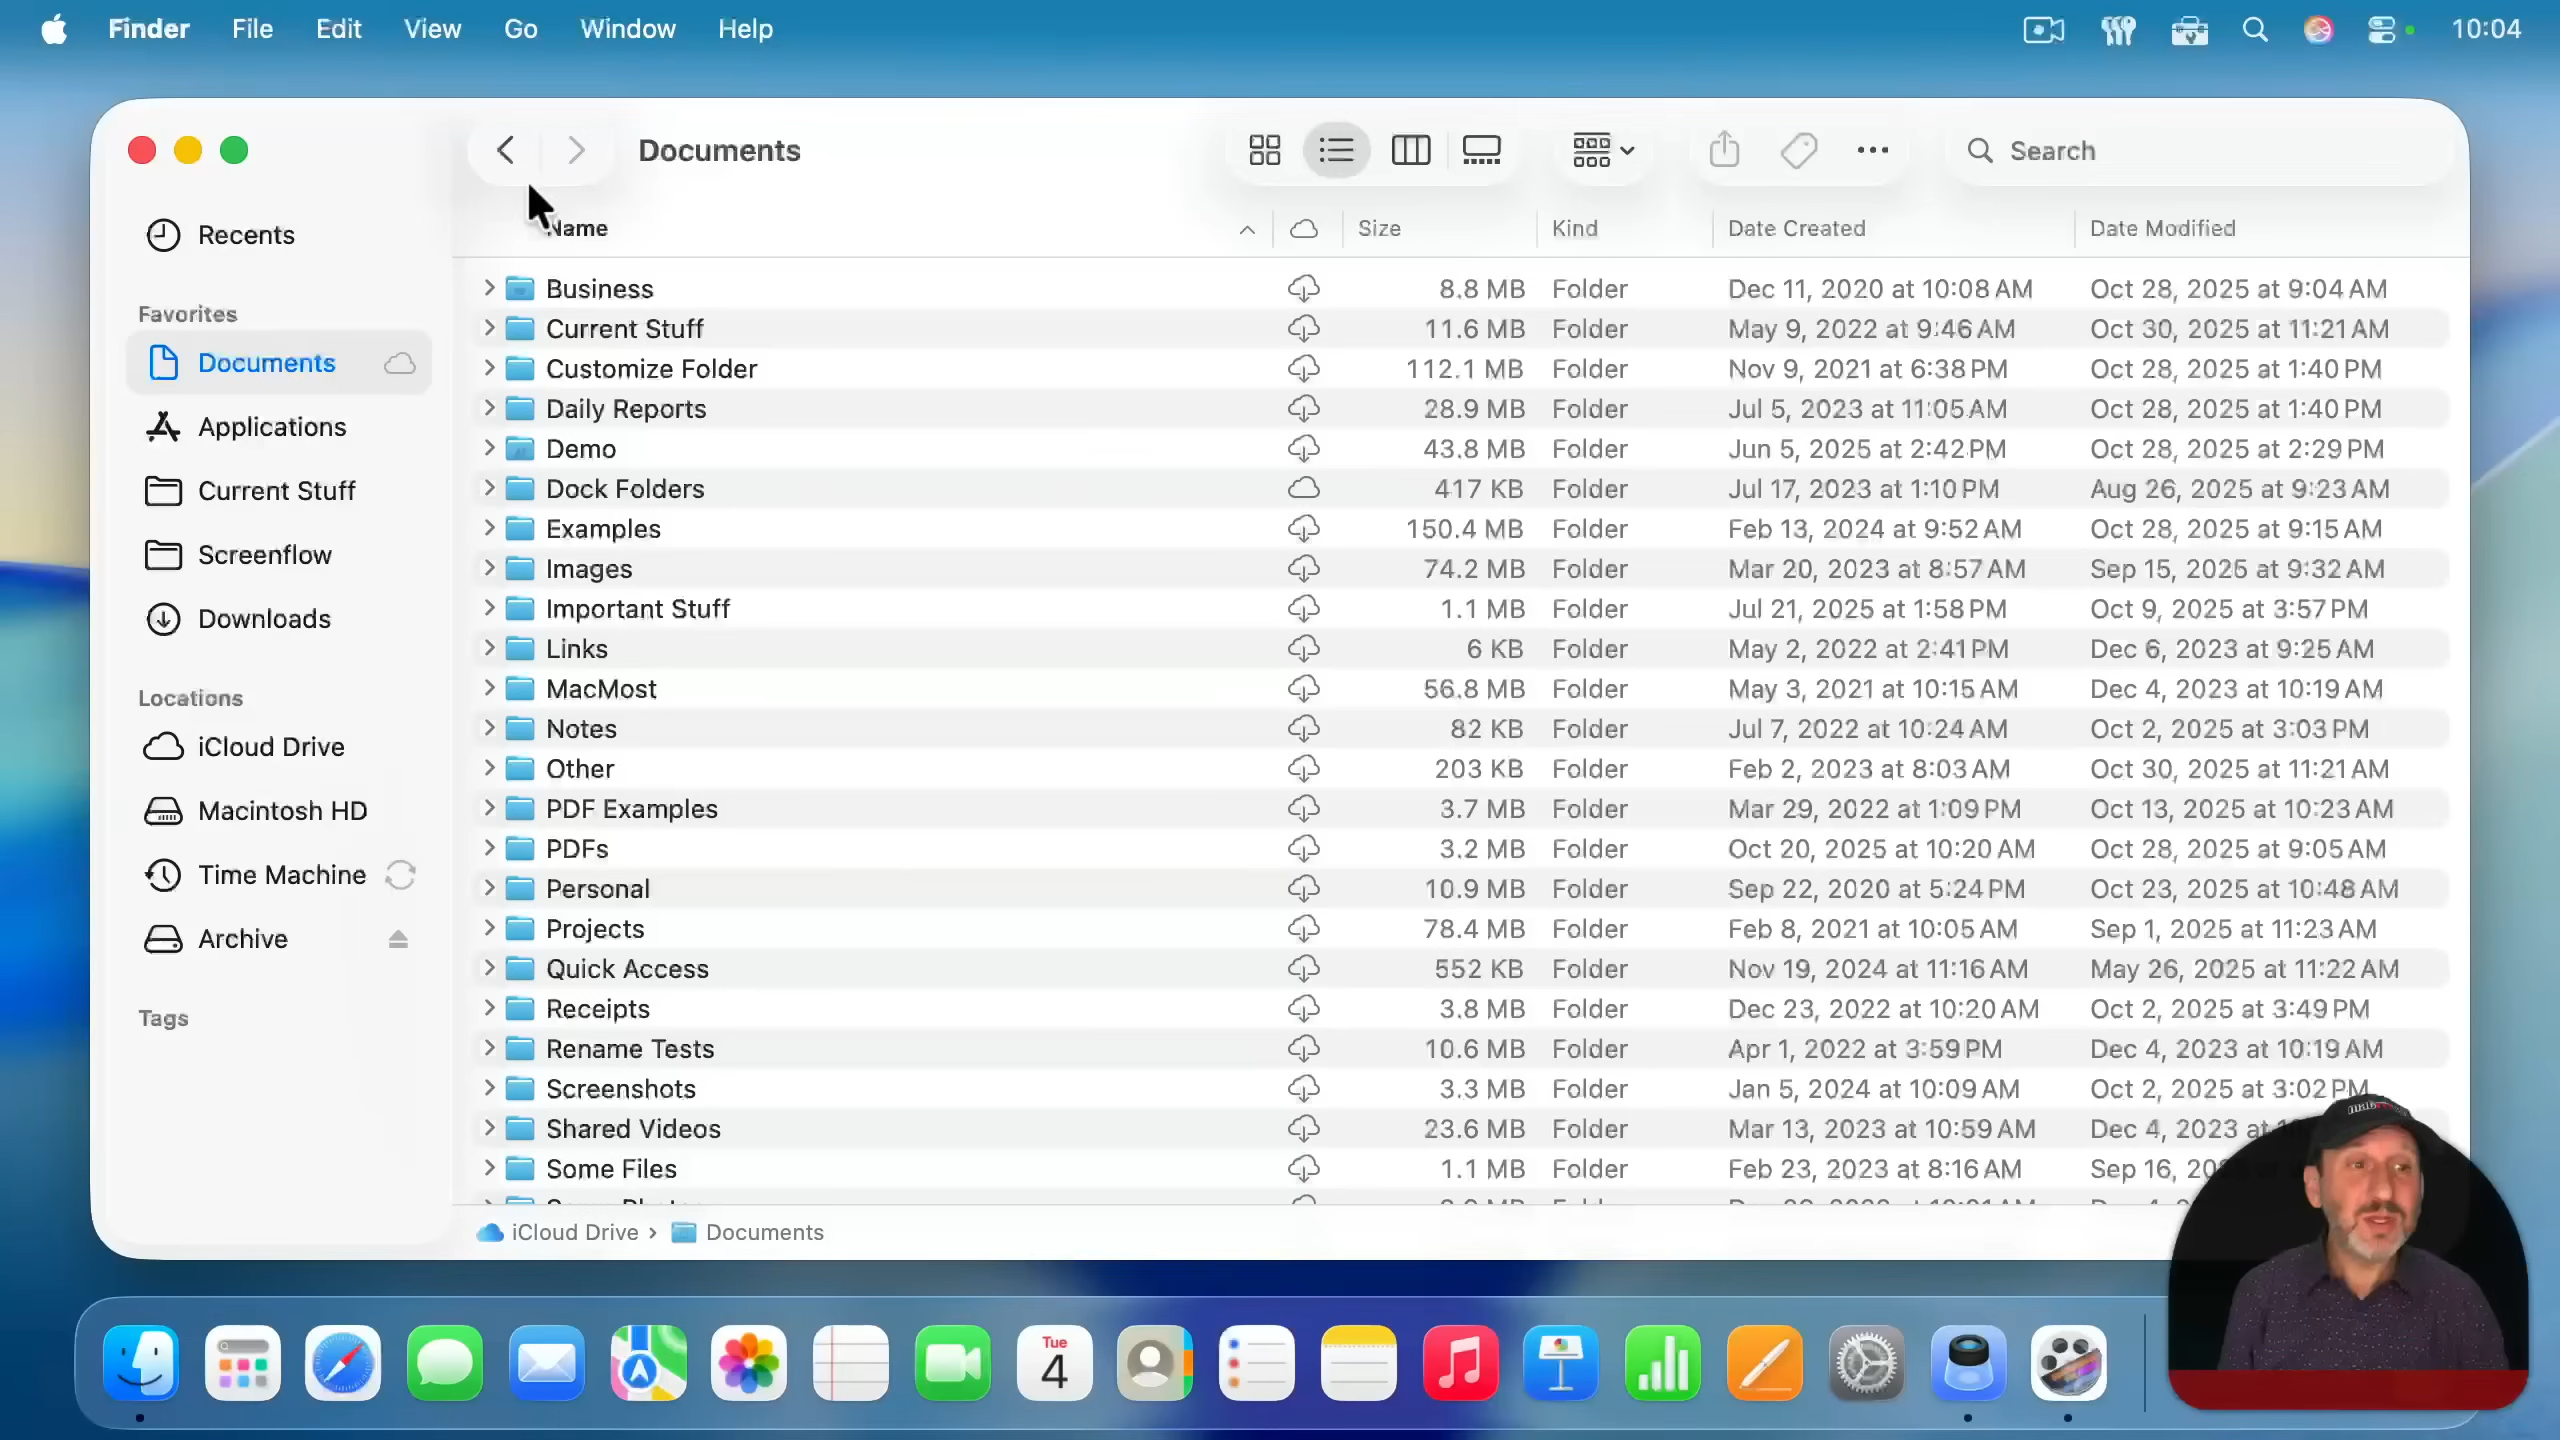 Finder File Edit View Go Window Help 10:04
Documents Search
Name Size Kind Date Created Date Modified
Recents
Favorites
Documents
Applications
Current Stuff
Screenflow
Downloads
Locations
iCloud Drive
Macintosh HD
Time Machine
Archive
Tags
Business 8.8 MB Folder Dec 11, 2020 at 10:08 AM Oct 28, 2025 at 9:04 AM
Current Stuff 11.6 MB Folder May 9, 2022 at 9:46 AM Oct 30, 2025 at 11:21 AM
Customize Folder 112.1 MB Folder Nov 9, 2021 at 6:38 PM Oct 28, 2025 at 1:40 PM
Daily Reports 28.9 MB Folder Jul 5, 2023 at 11:05 AM Oct 28, 2025 at 1:40 PM
Demo 43.8 MB Folder Jun 5, 2025 at 2:42 PM Oct 28, 2025 at 2:29 PM
Dock Folders 417 KB Folder Jul 17, 2023 at 1:10 PM Aug 26, 2025 at 9:23 AM
Examples 150.4 MB Folder Feb 13, 2024 at 9:52 AM Oct 28, 2025 at 9:15 AM
Images 74.2 MB Folder Mar 20, 2023 at 8:57 AM Sep 15, 2025 at 9:32 AM
Important Stuff 1.1 MB Folder Jul 21, 2025 at 1:58 PM Oct 9, 2025 at 3:57 PM
Links 6 KB Folder May 2, 2022 at 2:41 PM Dec 6, 2023 at 9:25 AM
MacMost 56.8 MB Folder May 3, 2021 at 10:15 AM Dec 4, 2023 at 10:19 AM
Notes 82 KB Folder Jul 7, 2022 at 10:24 AM Oct 2, 2025 at 3:03 PM
Other 203 KB Folder Feb 2, 2023 at 8:03 AM Oct 30, 2025 at 11:21 AM
PDF Examples 3.7 MB Folder Mar 29, 2022 at 1:09 PM Oct 13, 2025 at 10:23 AM
PDFs 3.2 MB Folder Oct 20, 2025 at 10:20 AM Oct 28, 2025 at 9:05 AM
Personal 10.9 MB Folder Sep 22, 2020 at 5:24 PM Oct 23, 2025 at 10:48 AM
Projects 78.4 MB Folder Feb 8, 2021 at 10:05 AM Sep 1, 2025 at 11:23 AM
Quick Access 552 KB Folder Nov 19, 2024 at 11:16 AM May 26, 2025 at 11:22 AM
Receipts 3.8 MB Folder Dec 23, 2022 at 10:20 AM Oct 2, 2025 at 3:49 PM
Rename Tests 10.6 MB Folder Apr 1, 2022 at 3:59 PM Dec 4, 2023 at 10:19 AM
Screenshots 3.3 MB Folder Jan 5, 2024 at 10:09 AM Oct 2, 2025 at 3:02 PM
Shared Videos 23.6 MB Folder Mar 13, 2023 at 10:59 AM Dec 4, 2023 at
Some Files 1.1 MB Folder Feb 23, 2023 at 8:16 AM Sep 16,
iCloud Drive › Documents
Tue
4